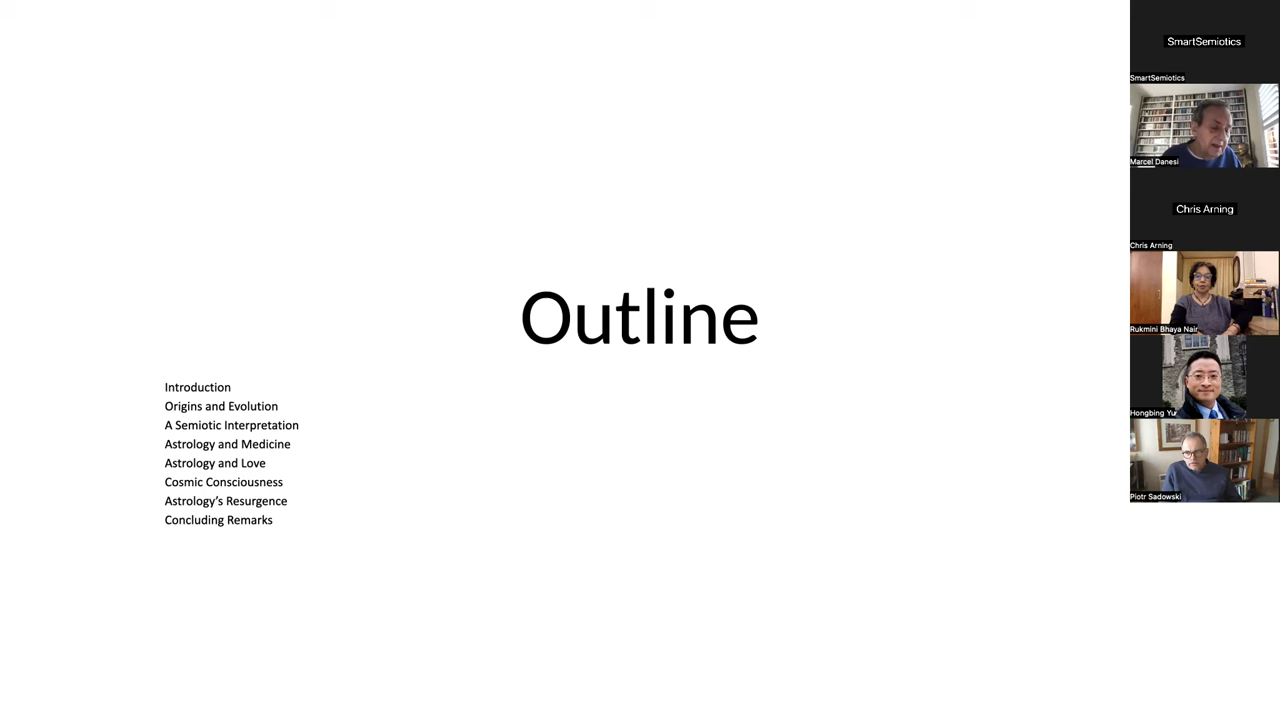 Outline
Introduction
Origins and Evolution
A Semiotic Interpretation
Astrology and Medicine
Astrology and Love
Cosmic Consciousness
Astrology’s Resurgence
Concluding Remarks
SmartSemiotics
SmartSemiotics
Marcel Danesi
Chris Arning
Chris Arning
Rukmini Bhaya Nair
Hongbing Yu
Piotr Sadowski